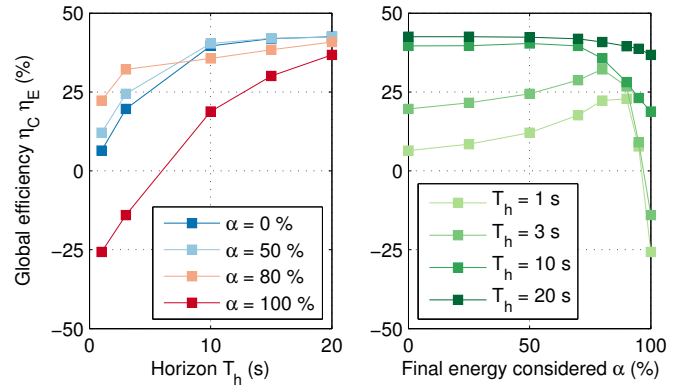 Global efficiency η_C η_E (%)
50
25
0
−25
−50
0
10
20
Horizon T_h (s)
α = 0 %
α = 50 %
α = 80 %
α = 100 %
50
25
0
−25
−50
0
50
100
Final energy considered α (%)
T_h = 1 s
T_h = 3 s
T_h = 10 s
T_h = 20 s